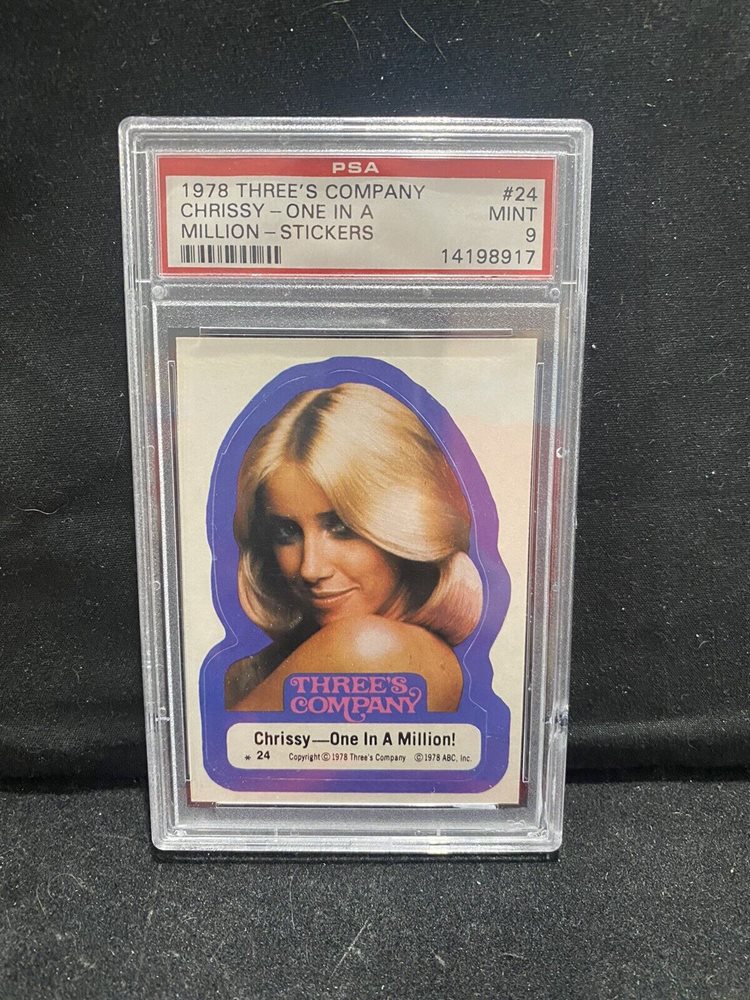 PSA
1978 THREE'S COMPANY #24
CHRISSY - ONE IN A MINT
MILLION - STICKERS 9
14198917
THREE'S
COMPANY
Chrissy—One In A Million!
* 24 Copyright © 1978 Three's Company © 1978 ABC, Inc.